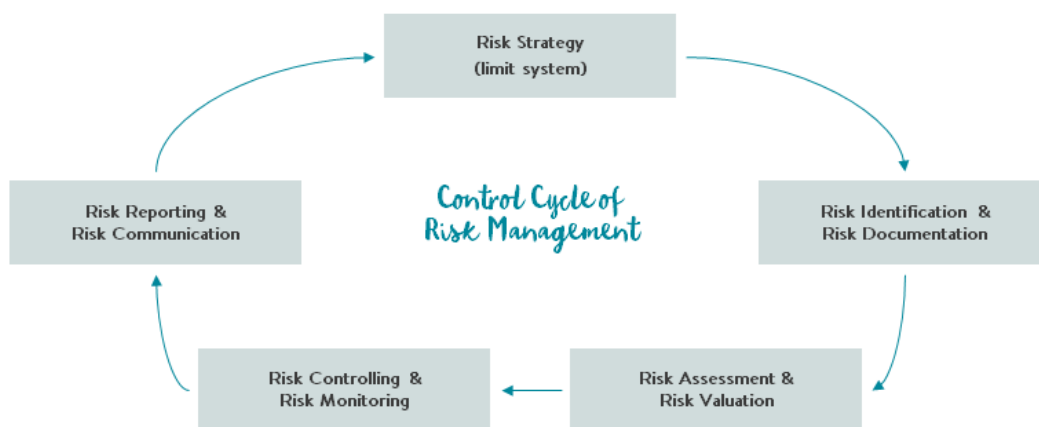 Risk Strategy
(limit system)
Control Cycle of
Risk Management
Risk Reporting &
Risk Communication
Risk Identification &
Risk Documentation
Risk Controlling &
Risk Monitoring
Risk Assessment &
Risk Valuation